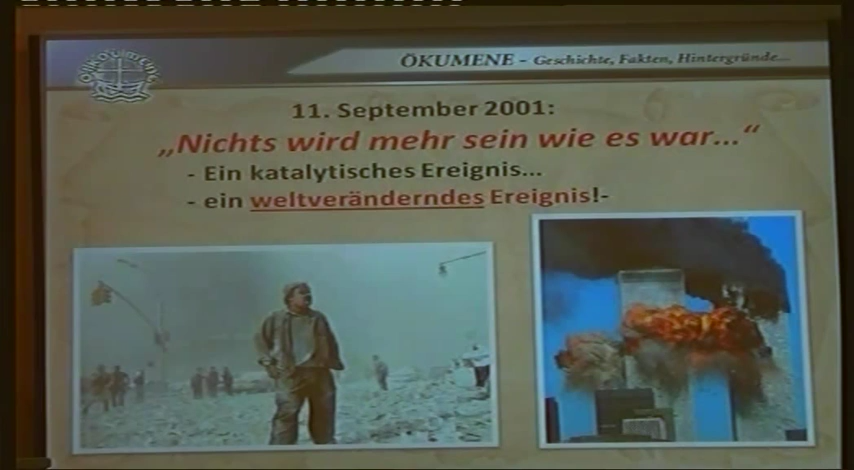 ÖKUMENE - Geschichte, Fakten, Hintergründe...
11. September 2001:
„Nichts wird mehr sein wie es war...“
- Ein katalytisches Ereignis...
- ein weltveränderndes Ereignis!-